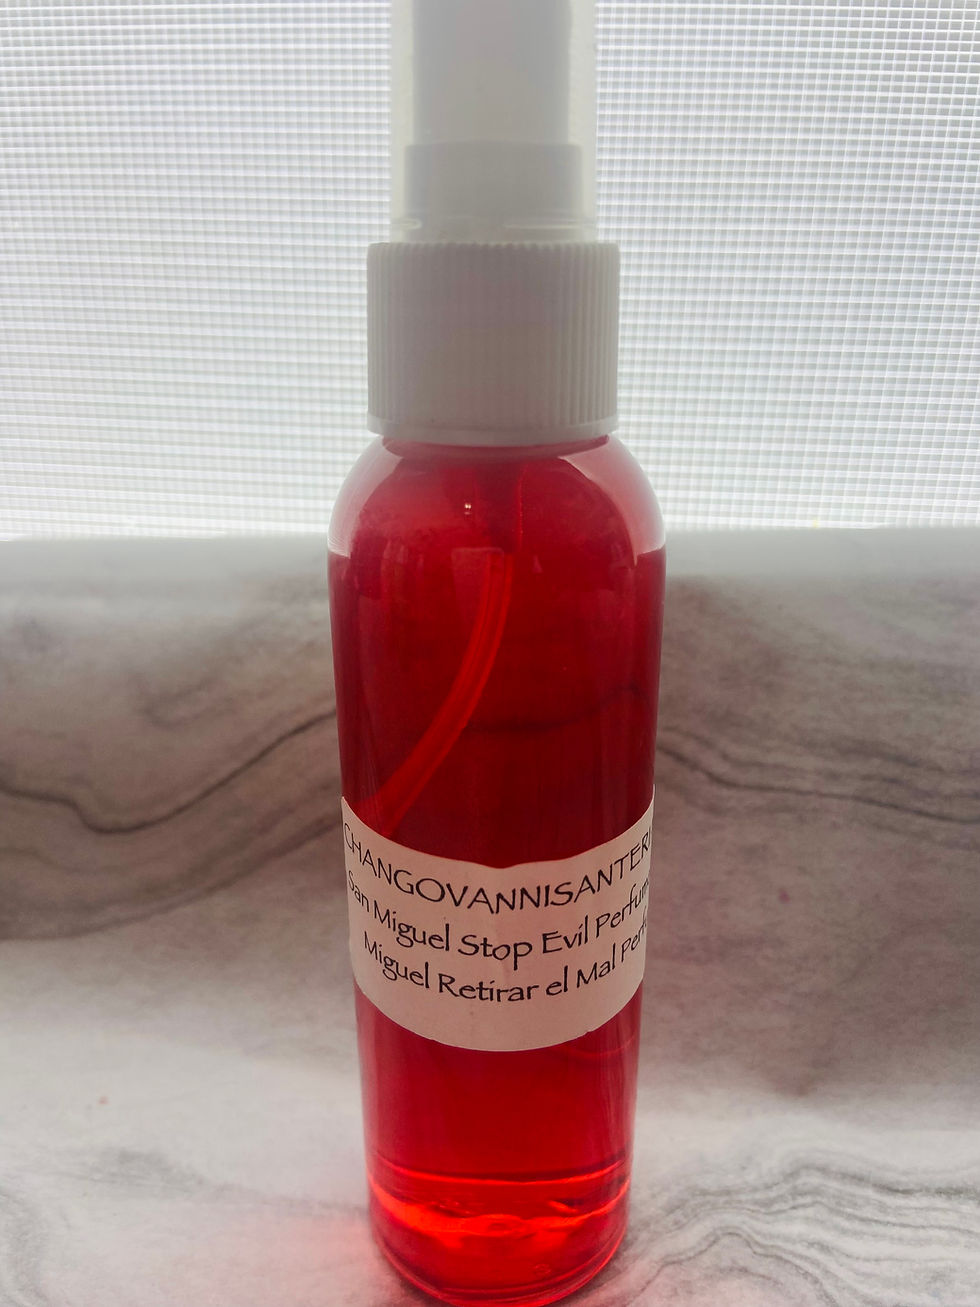 CHANGOVANNISANTERI
San Miguel Stop Evil Perfum
Miguel Retirar el Mal Perf